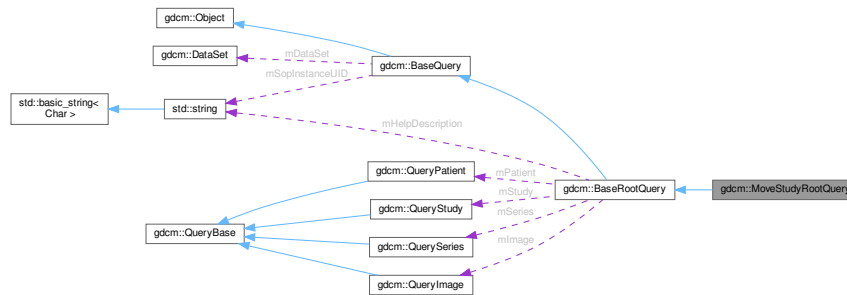 gdcm::Object
gdcm::DataSet
mDataSet
gdcm::BaseQuery
mSopInstanceUID
std::basic_string<
Char >
std::string
mHelpDescription
gdcm::QueryPatient
mPatient
gdcm::BaseRootQuery
gdcm::MoveStudyRootQuery
mStudy
gdcm::QueryStudy
mSeries
gdcm::QueryBase
gdcm::QuerySeries
mImage
gdcm::QueryImage